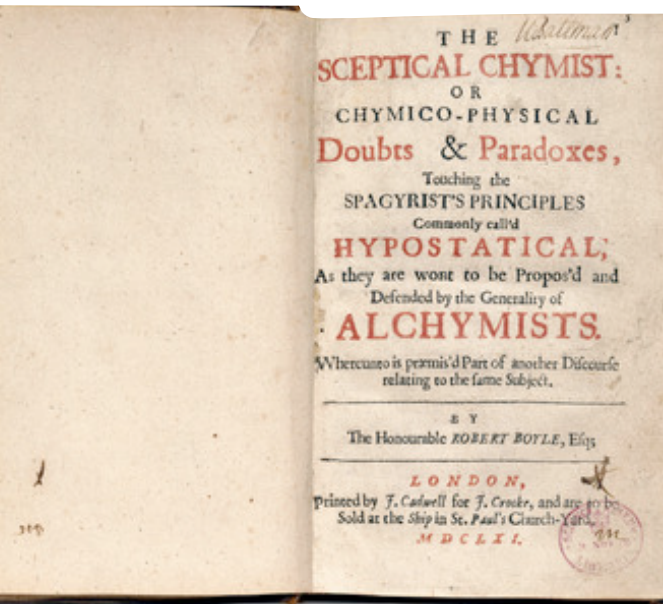 THE
SCEPTICAL CHYMIST:
OR
CHYMICO-PHYSICAL
Doubts & Paradoxes,
Touching the
SPAGYRIST'S PRINCIPLES
Commonly call'd
HYPOSTATICAL,
As they are wont to be Propos'd and
Defended by the Generality of
ALCHYMISTS.
Whereunto is præmis'd Part of another Discourse
relating to the same Subject.
BY
The Honourable ROBERT BOYLE, Esq;
LONDON,
Printed by J. Cadwell for J. Crooke, and are to be
Sold at the Ship in St. Paul's Church-Yard.
MDCLXI.